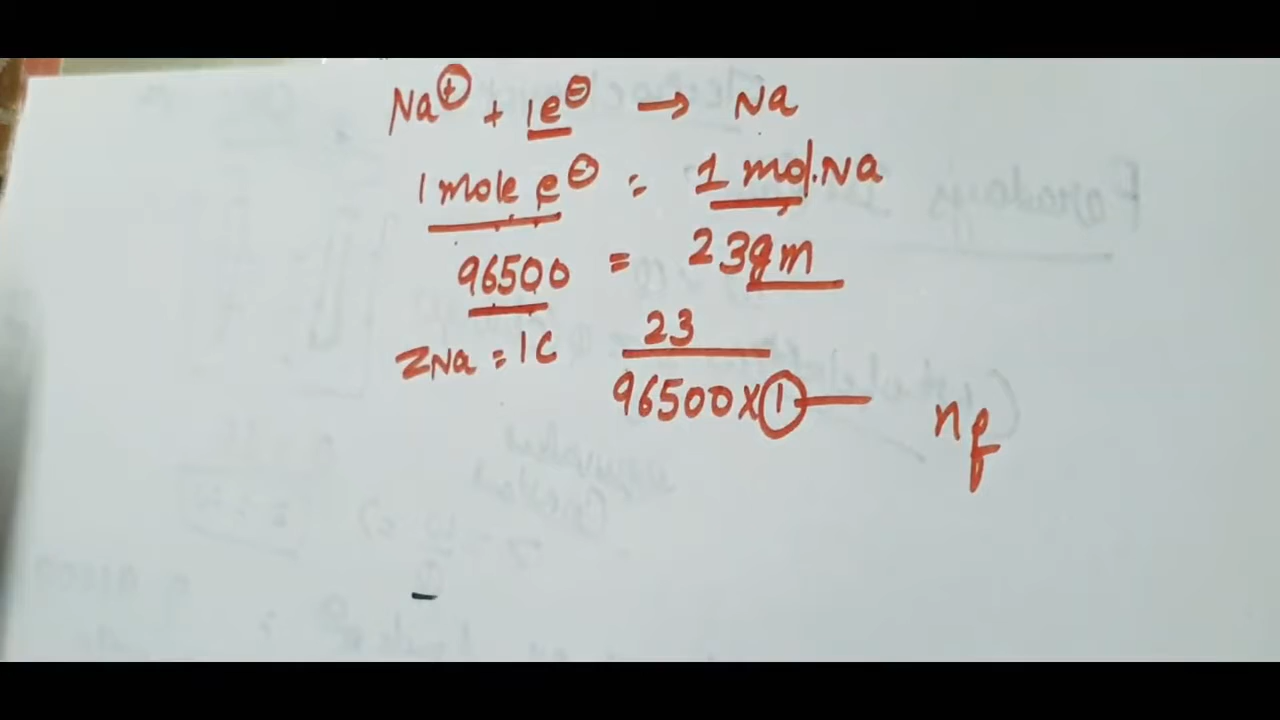 Na⊕ + 1e⊖ → Na
1 mole e⊖ : 1 mol. Na
96500 = 23gm
ZNa = 1C 23
96500×1 — nf